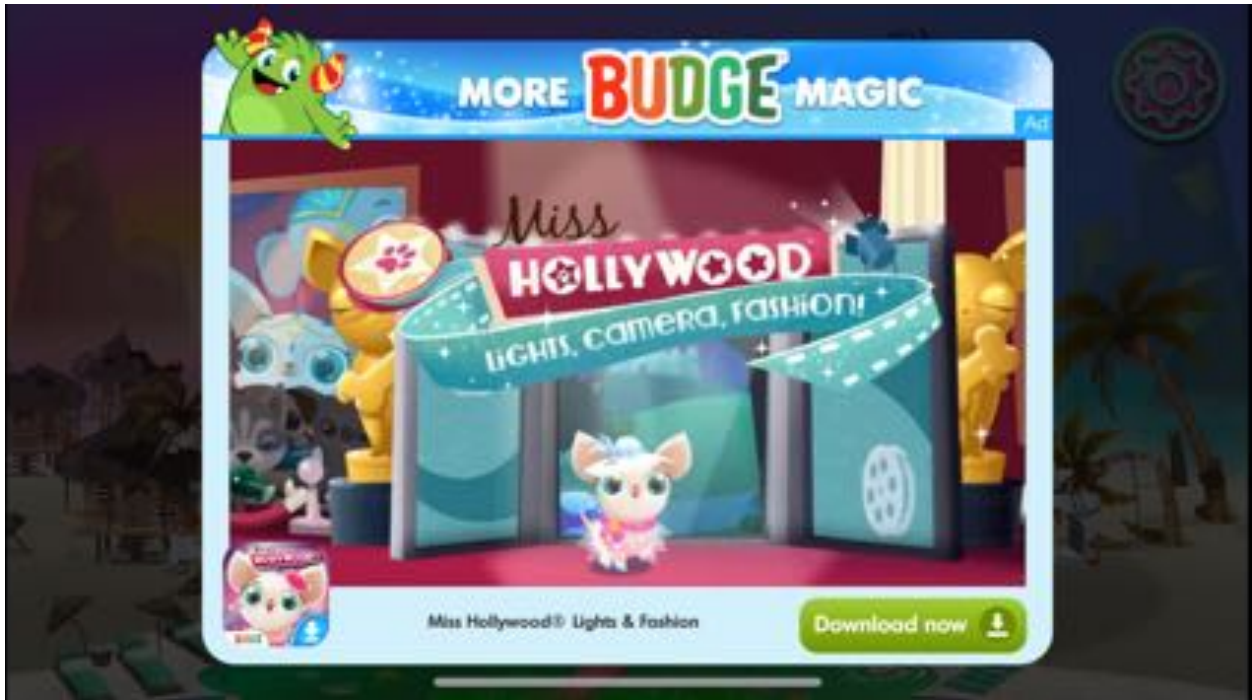 MORE BUDGE MAGIC
Ad
Miss
HOLLYWOOD
LIGHTS, CAMERA, FASHION!
Miss Hollywood® Lights & Fashion
Download now